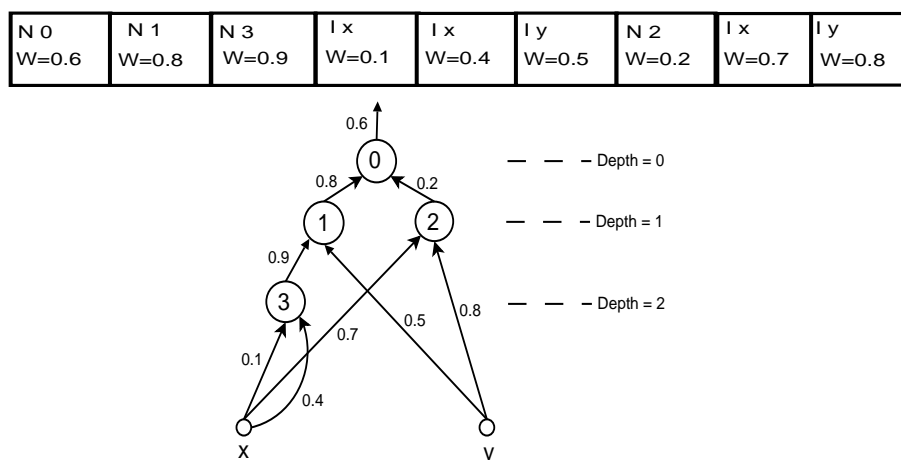 N 0 N 1 N 3 I x I x I y N 2 I x I y
W=0.6 W=0.8 W=0.9 W=0.1 W=0.4 W=0.5 W=0.2 W=0.7 W=0.8
0.6
0 Depth = 0
0.8 0.2
1 2 Depth = 1
0.9
3 Depth = 2
0.7 0.5 0.8
0.1
0.4
x v